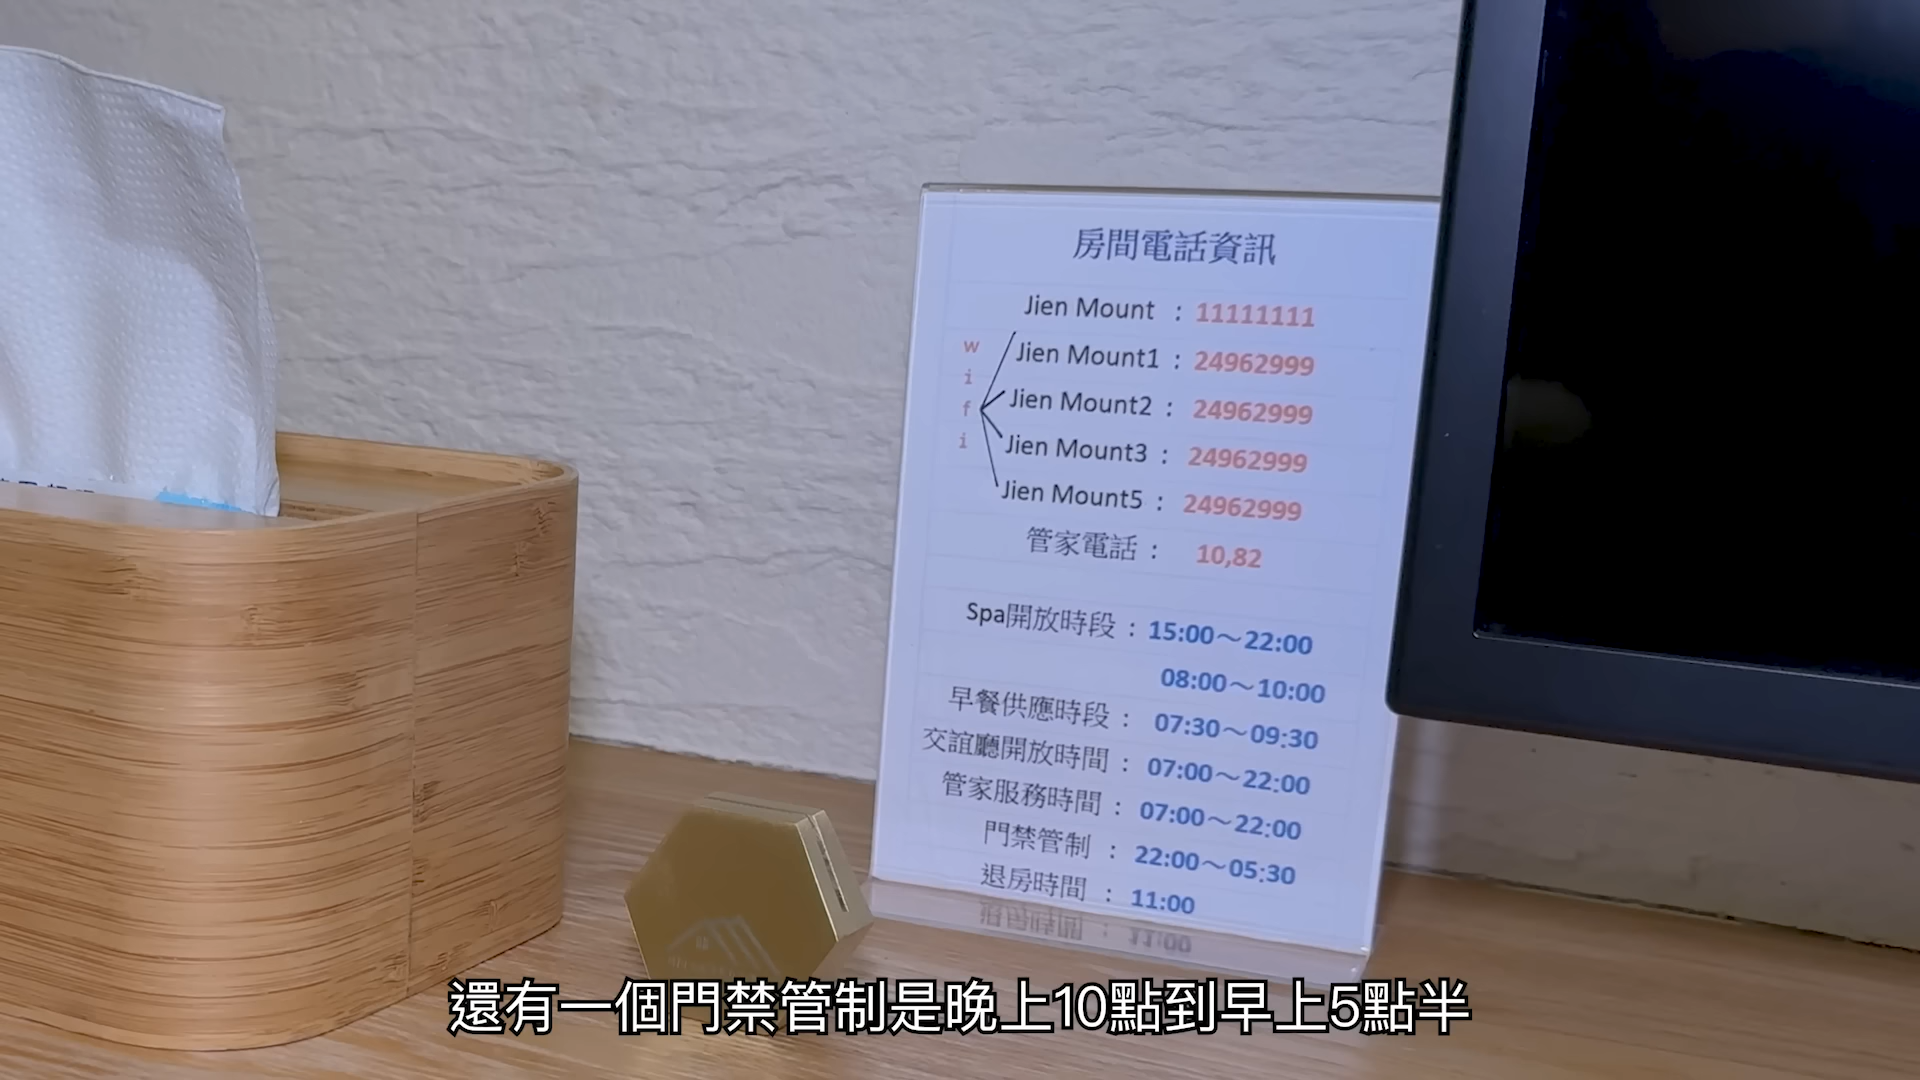 房間電話資訊
Jien Mount : 11111111
wifi
Jien Mount1 : 24962999
Jien Mount2 : 24962999
Jien Mount3 : 24962999
Jien Mount5 : 24962999
管家電話: 10,82
Spa開放時段:15:00～22:00
08:00～10:00
早餐供應時段: 07:30～09:30
交誼廳開放時間: 07:00～22:00
管家服務時間: 07:00～22:00
門禁管制 : 22:00～05:30
退房時間 : 11:00
還有一個門禁管制是晚上10點到早上5點半